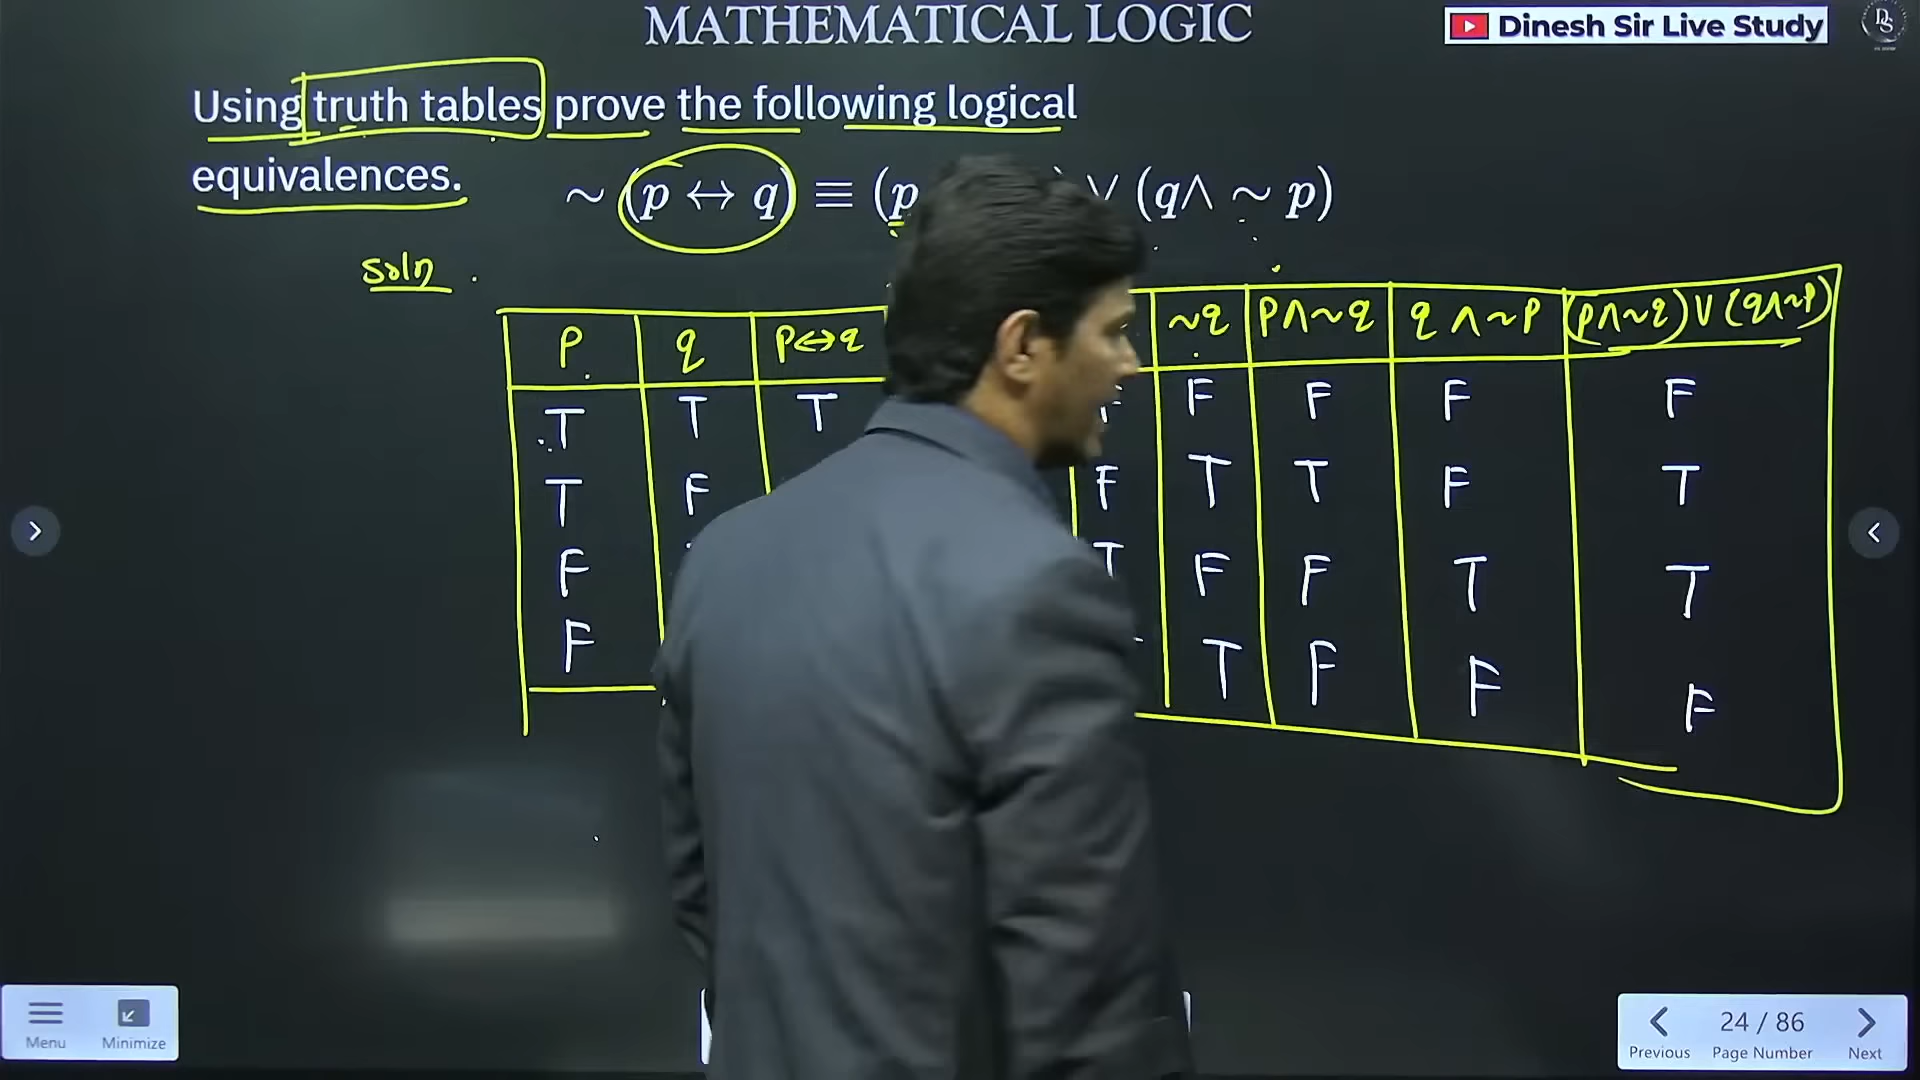 MATHEMATICAL LOGIC
Dinesh Sir Live Study
DS
Using truth tables prove the following logical
equivalences.
~ (p ↔ q) ≡ (p ) ∨ (q∧ ~ p)
Soln
P q P↔q ~q P∧~q q ∧~P (P∧~q)∨(q∧~P)
T T T F F F F F
T F F T T F T
F T F F T T
F T F F F
Menu
Minimize
24 / 86
Previous Page Number Next